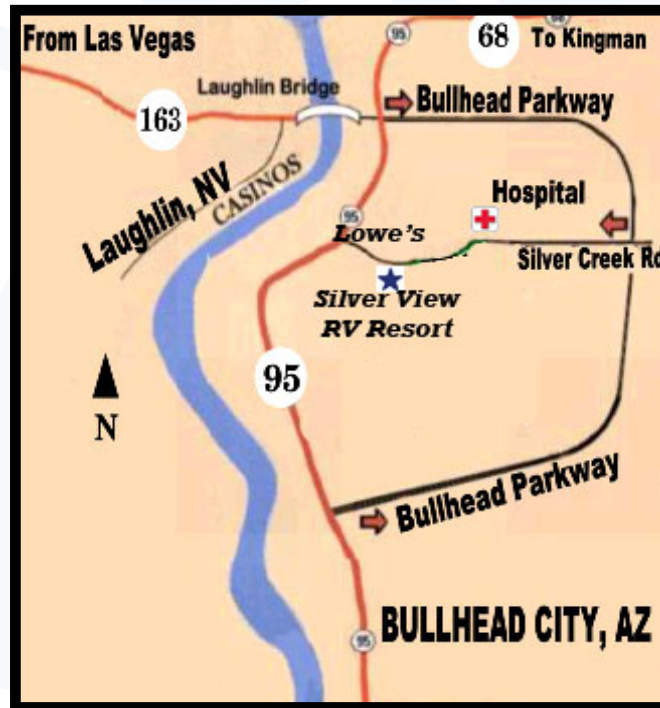 From Las Vegas
95
68
68
To Kingman
Laughlin Bridge
Bullhead Parkway
163
Laughlin, NV
CASINOS
Hospital
95
Lowe's
Silver Creek Rd
Silver View
RV Resort
95
N
Bullhead Parkway
BULLHEAD CITY, AZ
95